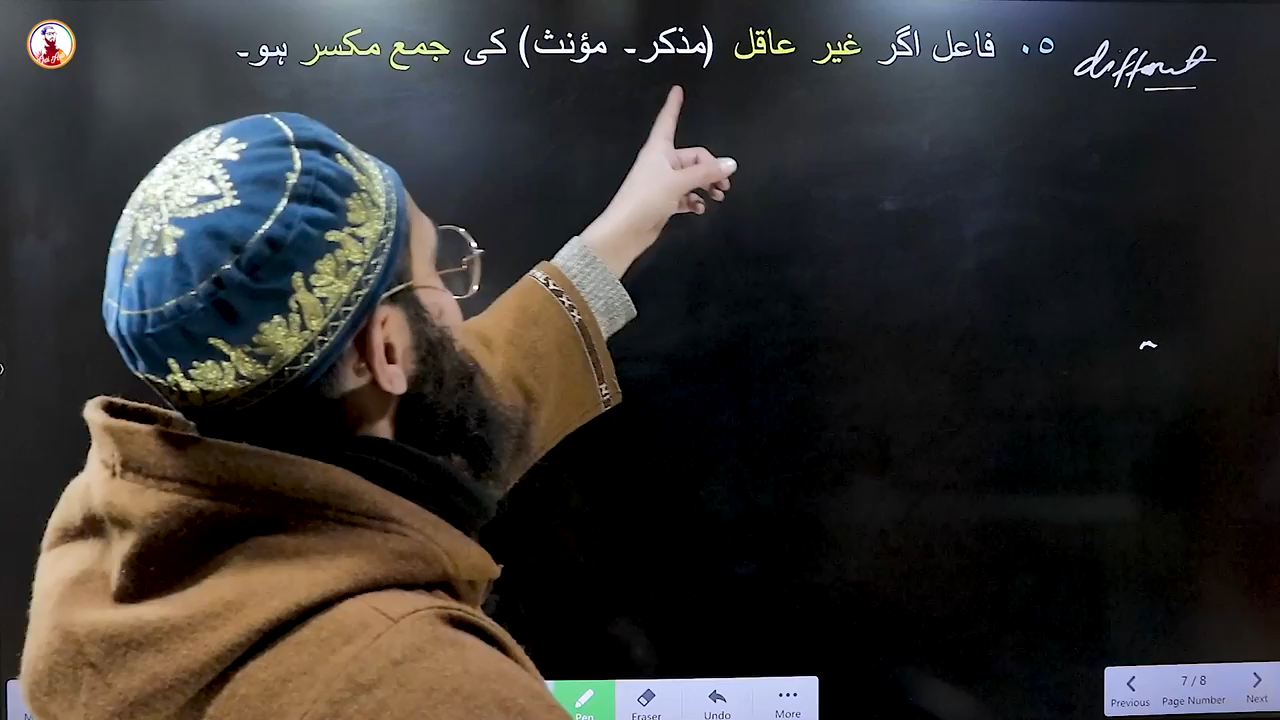 ۰۵ فاعل اگر غیر عاقل (مذکر۔ مؤنث) کی جمع مکسر ہو۔
Pen
Eraser
Undo
More
7 / 8
Previous Page Number Next